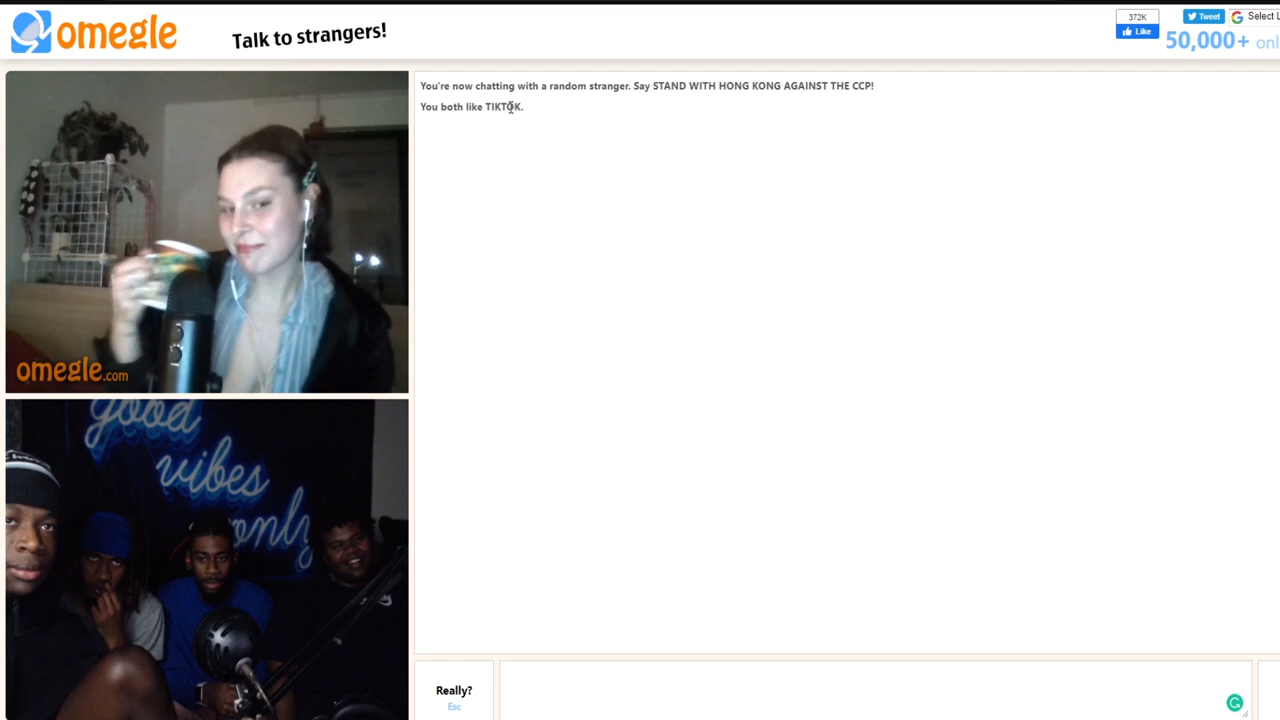 omegle
Talk to strangers!
372K
Like
Tweet
G Select L
50,000+ onl
You're now chatting with a random stranger. Say STAND WITH HONG KONG AGAINST THE CCP!
You both like TIKTOK.
omegle.com
good
vibes
only
Really?
Esc